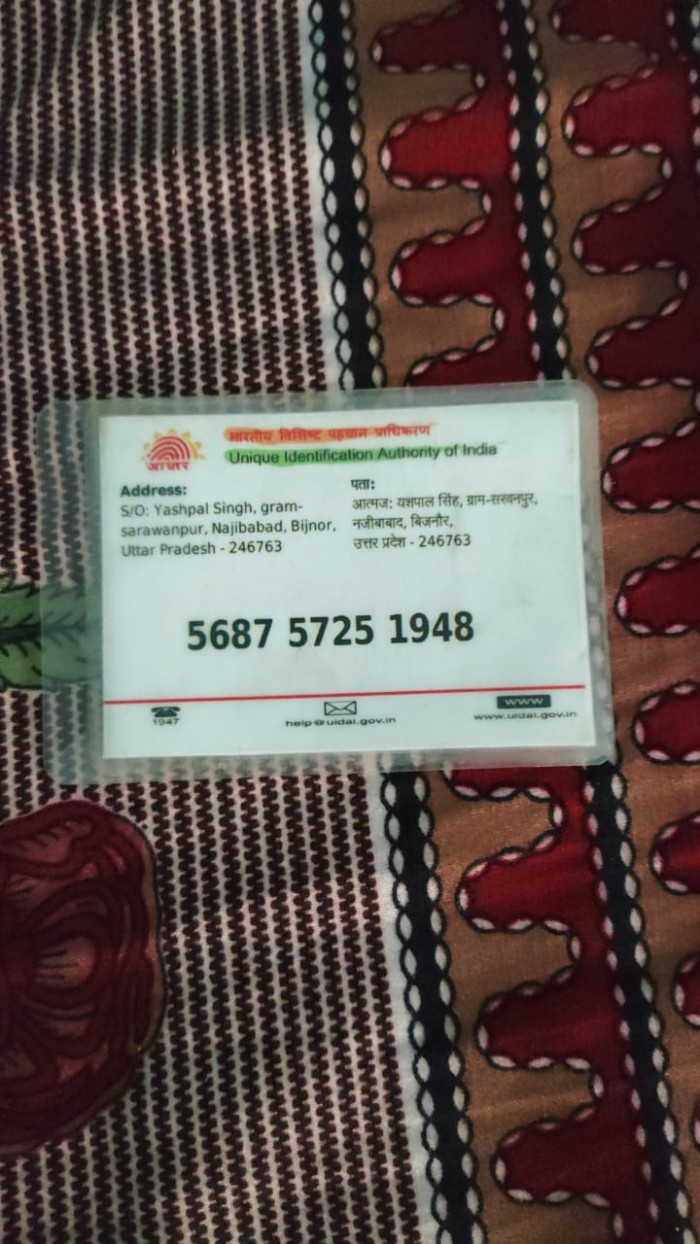 आधार
भारतीय विशिष्ट पहचान प्राधिकरण
Unique Identification Authority of India
Address:
S/O: Yashpal Singh, gram-
sarawanpur, Najibabad, Bijnor,
Uttar Pradesh - 246763
पता:
आत्मज: यशपाल सिंह, ग्राम-सरवनपुर,
नजीबाबाद, बिजनौर,
उत्तर प्रदेश - 246763
5687 5725 1948
1947
help@uidai.gov.in
WWW
www.uidai.gov.in